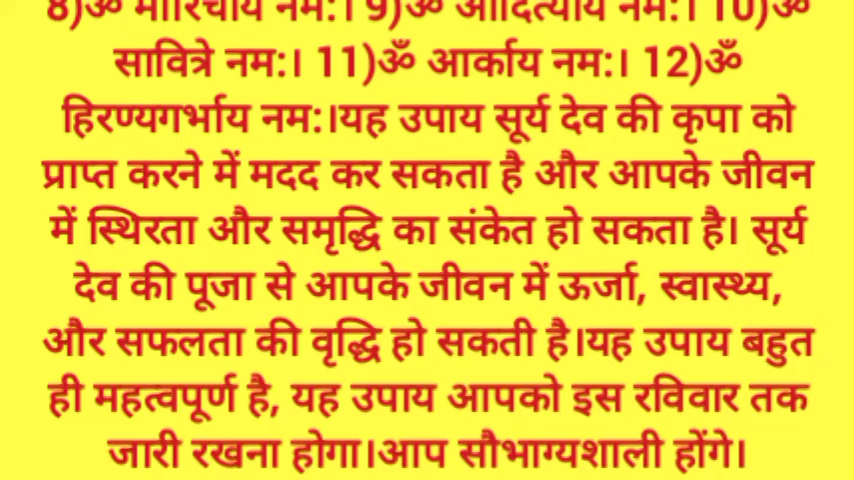 8)ॐ मारिचाय नम:। 9)ॐ आदित्याय नम:। 10)ॐ
सावित्रे नम:। 11)ॐ आर्काय नम:। 12)ॐ
हिरण्यगर्भाय नम:।यह उपाय सूर्य देव की कृपा को
प्राप्त करने में मदद कर सकता है और आपके जीवन
में स्थिरता और समृद्धि का संकेत हो सकता है। सूर्य
देव की पूजा से आपके जीवन में ऊर्जा, स्वास्थ्य,
और सफलता की वृद्धि हो सकती है।यह उपाय बहुत
ही महत्वपूर्ण है, यह उपाय आपको इस रविवार तक
जारी रखना होगा।आप सौभाग्यशाली होंगे।